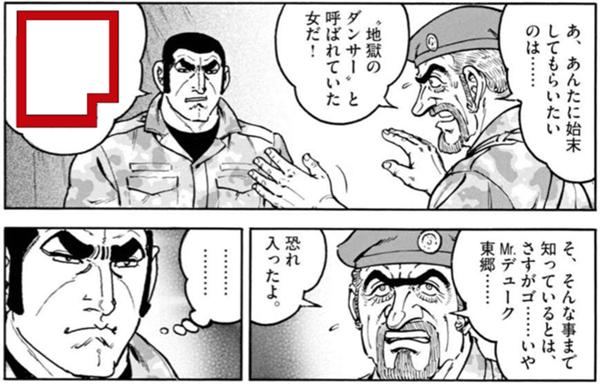 あ、あんたに始末
してもらいたい
のは……
〝地獄の
ダンサー〟と
呼ばれていた
女だ！
そ、そんな事まで
知っているとは、
さすがゴ……いや
Mr.デューク
東郷……
恐れ
入ったよ。
…………